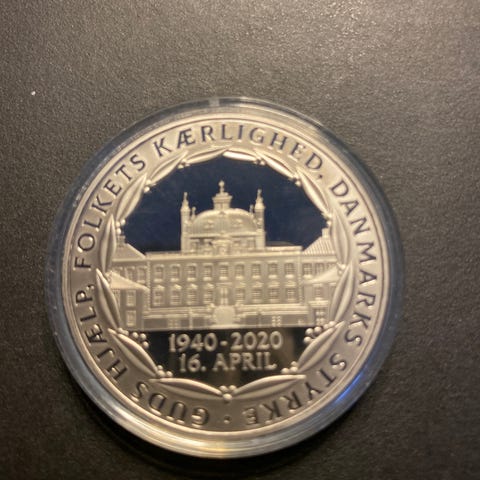 GUDS HJÆLP, FOLKETS KÆRLIGHED, DANMARKS STYRKE ·
1940-2020
16. APRIL